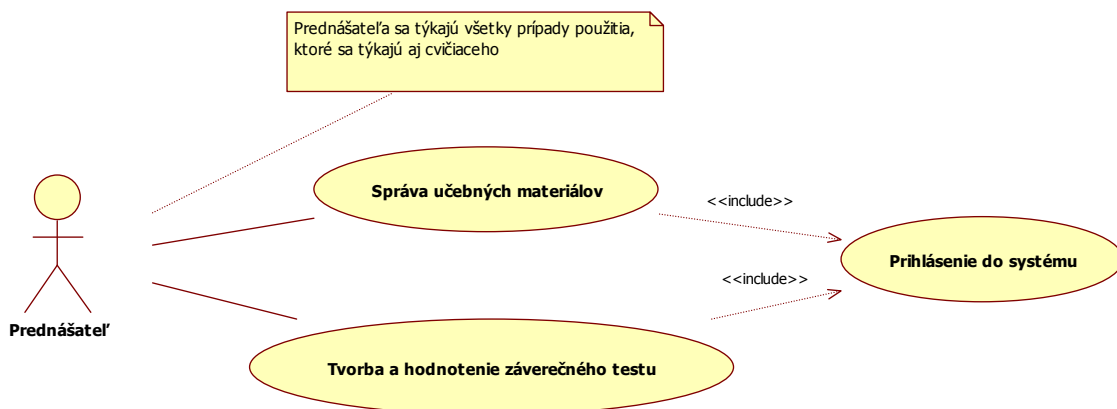 Prednášateľa sa týkajú všetky prípady použitia,
ktoré sa týkajú aj cvičiaceho
Správa učebných materiálov
<<include>>
Prihlásenie do systému
<<include>>
Prednášateľ
Tvorba a hodnotenie záverečného testu